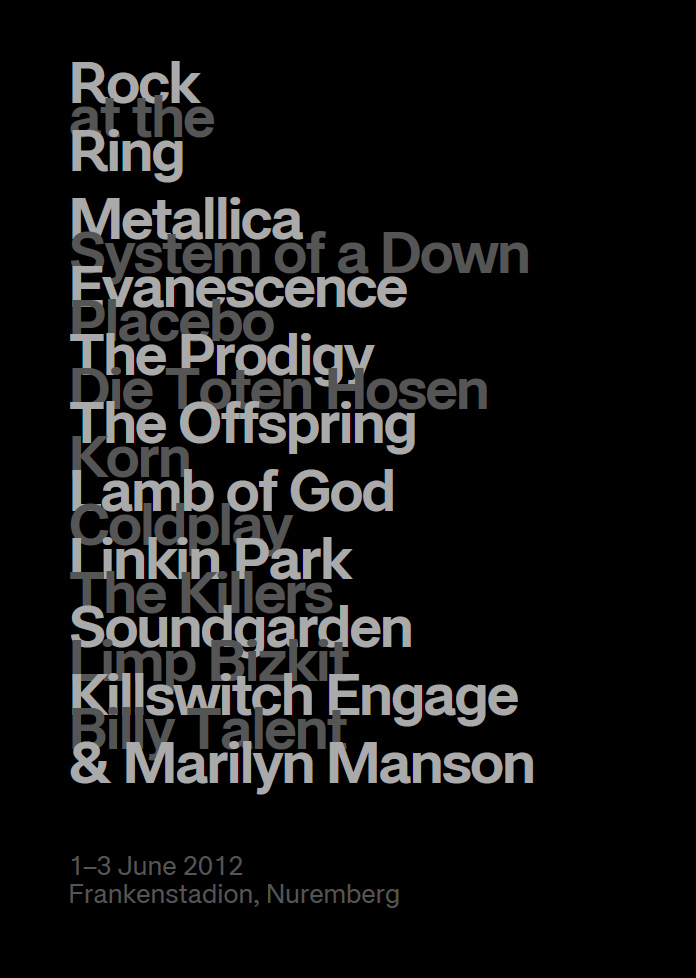 Rock
at the
Ring
Metallica
System of a Down
Evanescence
Placebo
The Prodigy
Die Toten Hosen
The Offspring
Korn
Lamb of God
Coldplay
Linkin Park
The Killers
Soundgarden
Limp Bizkit
Killswitch Engage
Billy Talent
& Marilyn Manson
1–3 June 2012
Frankenstadion, Nuremberg